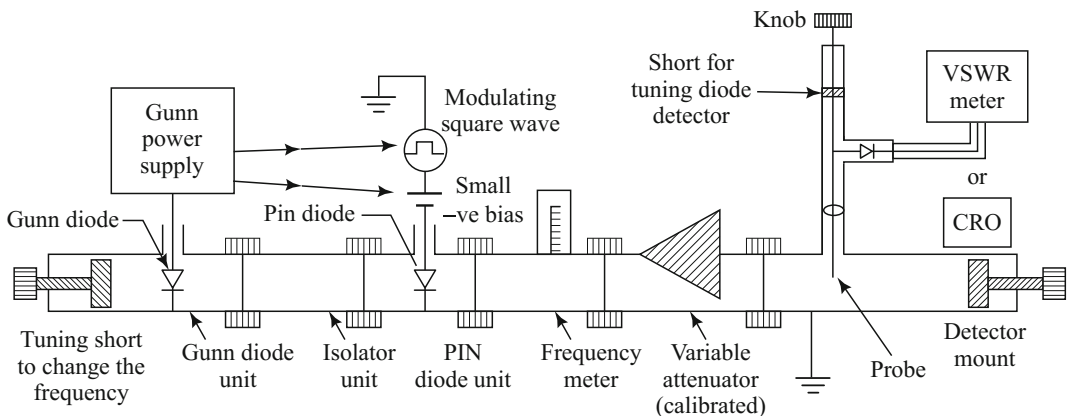 Knob
Short for
tuning diode
detector
VSWR
meter
or
CRO
Gunn
power
supply
Modulating
square wave
Small
–ve bias
Gunn diode
Pin diode
Tuning short
to change the
frequency
Gunn diode
unit
Isolator
unit
PIN
diode unit
Frequency
meter
Variable
attenuator
(calibrated)
Probe
Detector
mount